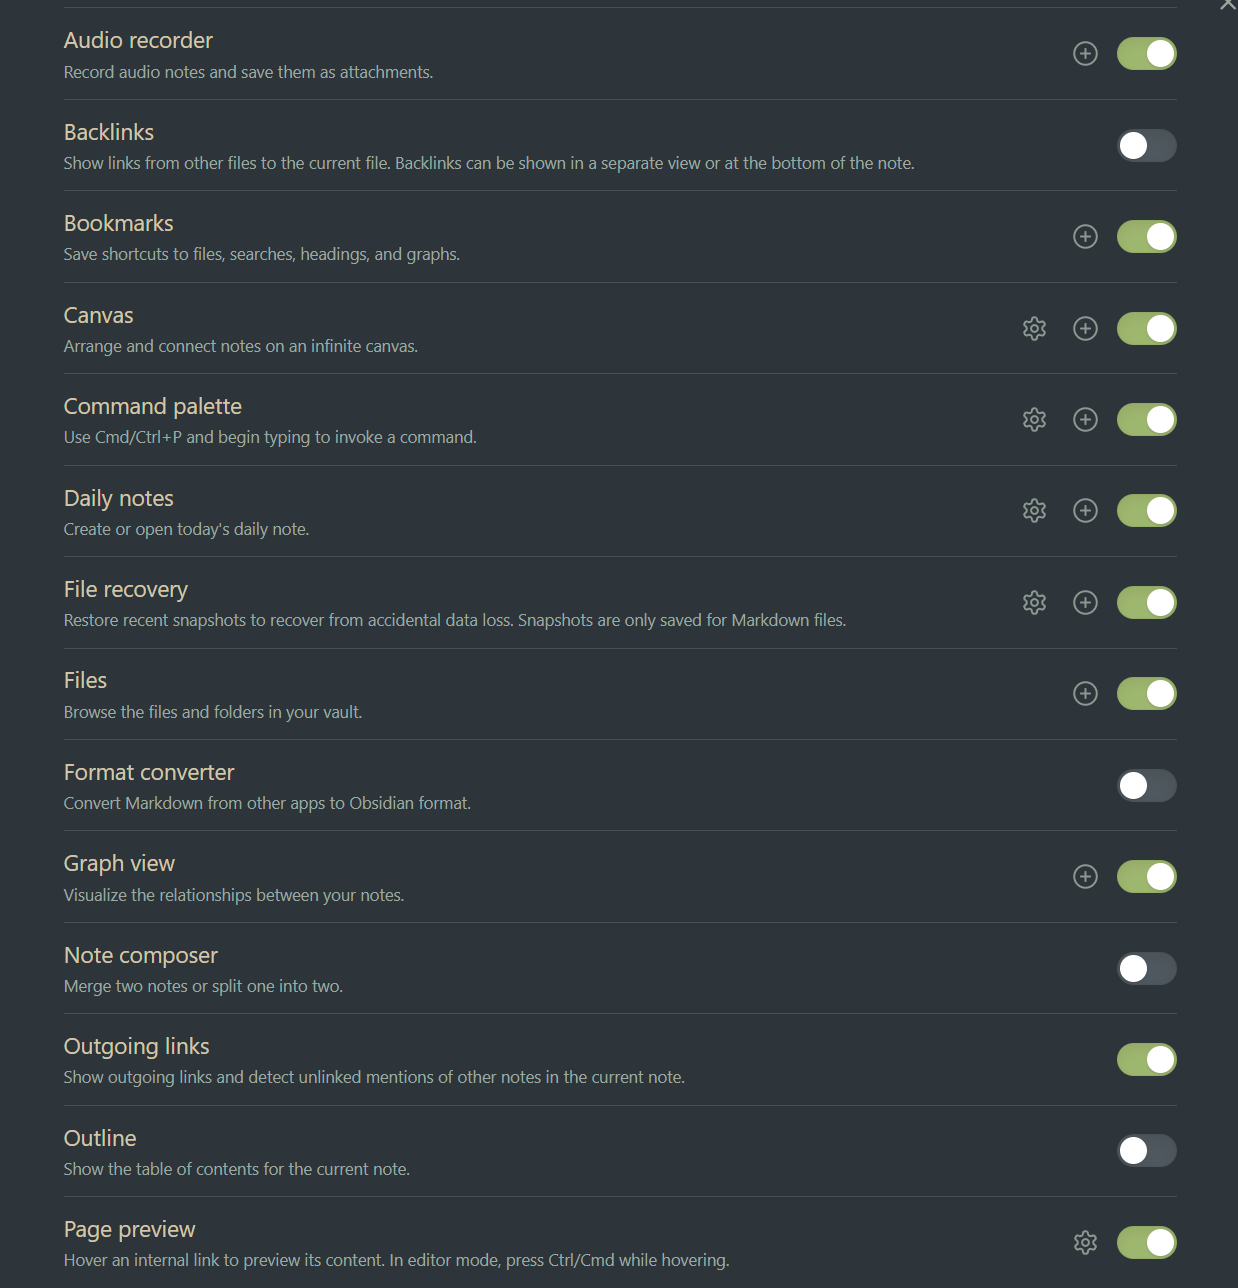 Audio recorder
Record audio notes and save them as attachments.
Backlinks
Show links from other files to the current file. Backlinks can be shown in a separate view or at the bottom of the note.
Bookmarks
Save shortcuts to files, searches, headings, and graphs.
Canvas
Arrange and connect notes on an infinite canvas.
Command palette
Use Cmd/Ctrl+P and begin typing to invoke a command.
Daily notes
Create or open today's daily note.
File recovery
Restore recent snapshots to recover from accidental data loss. Snapshots are only saved for Markdown files.
Files
Browse the files and folders in your vault.
Format converter
Convert Markdown from other apps to Obsidian format.
Graph view
Visualize the relationships between your notes.
Note composer
Merge two notes or split one into two.
Outgoing links
Show outgoing links and detect unlinked mentions of other notes in the current note.
Outline
Show the table of contents for the current note.
Page preview
Hover an internal link to preview its content. In editor mode, press Ctrl/Cmd while hovering.